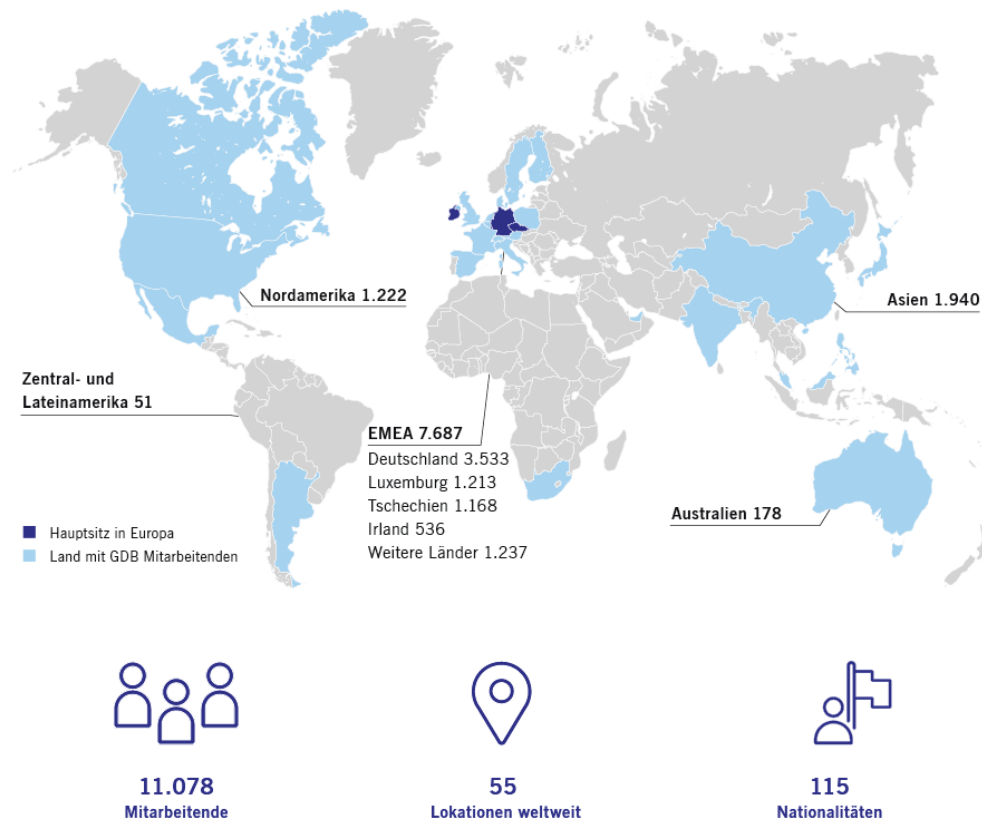 Nordamerika 1.222
Asien 1.940
Zentral- und
Lateinamerika 51
EMEA 7.687
Deutschland 3.533
Luxemburg 1.213
Tschechien 1.168
Irland 536
Weitere Länder 1.237
Australien 178
Hauptsitz in Europa
Land mit GDB Mitarbeitenden
11.078
Mitarbeitende
55
Lokationen weltweit
115
Nationalitäten